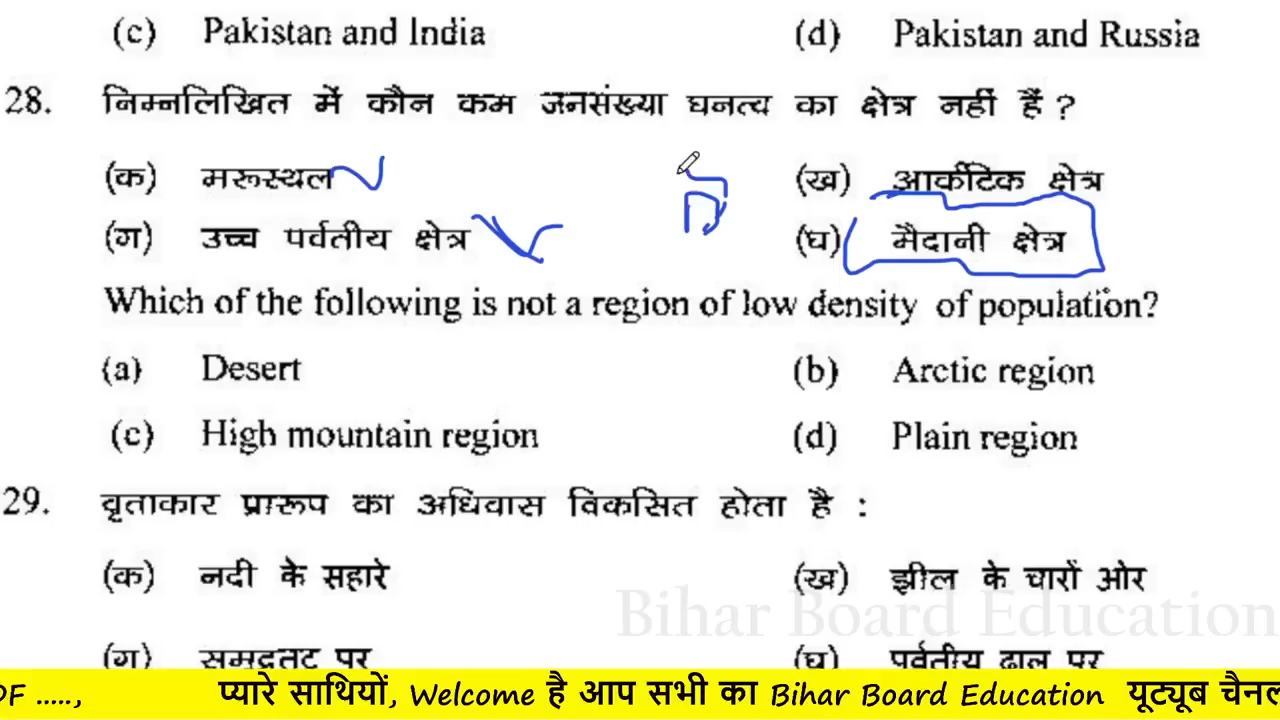 (c) Pakistan and India (d) Pakistan and Russia
28. निम्नलिखित में कौन कम जनसंख्या घनत्व का क्षेत्र नहीं हैं ?
(क) मरूस्थल (ख) आर्कटिक क्षेत्र
(ग) उच्च पर्वतीय क्षेत्र (घ) मैदानी क्षेत्र
Which of the following is not a region of low density of population?
(a) Desert (b) Arctic region
(c) High mountain region (d) Plain region
29. वृताकार प्रारूप का अधिवास विकसित होता है :
(क) नदी के सहारे (ख) झील के चारों ओर
Bihar Board Education
(ग) समुद्रतट पर (घ) पर्वतीय ढाल पर
DF ....., प्यारे साथियों, Welcome है आप सभी का Bihar Board Education यूट्यूब चैनल